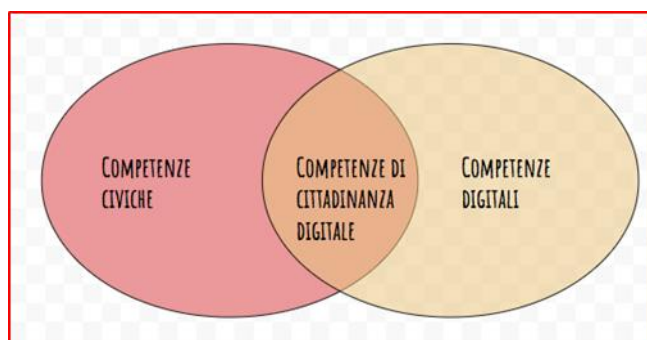 COMPETENZE
CIVICHE
COMPETENZE DI
CITTADINANZA
DIGITALE
COMPETENZE
DIGITALI